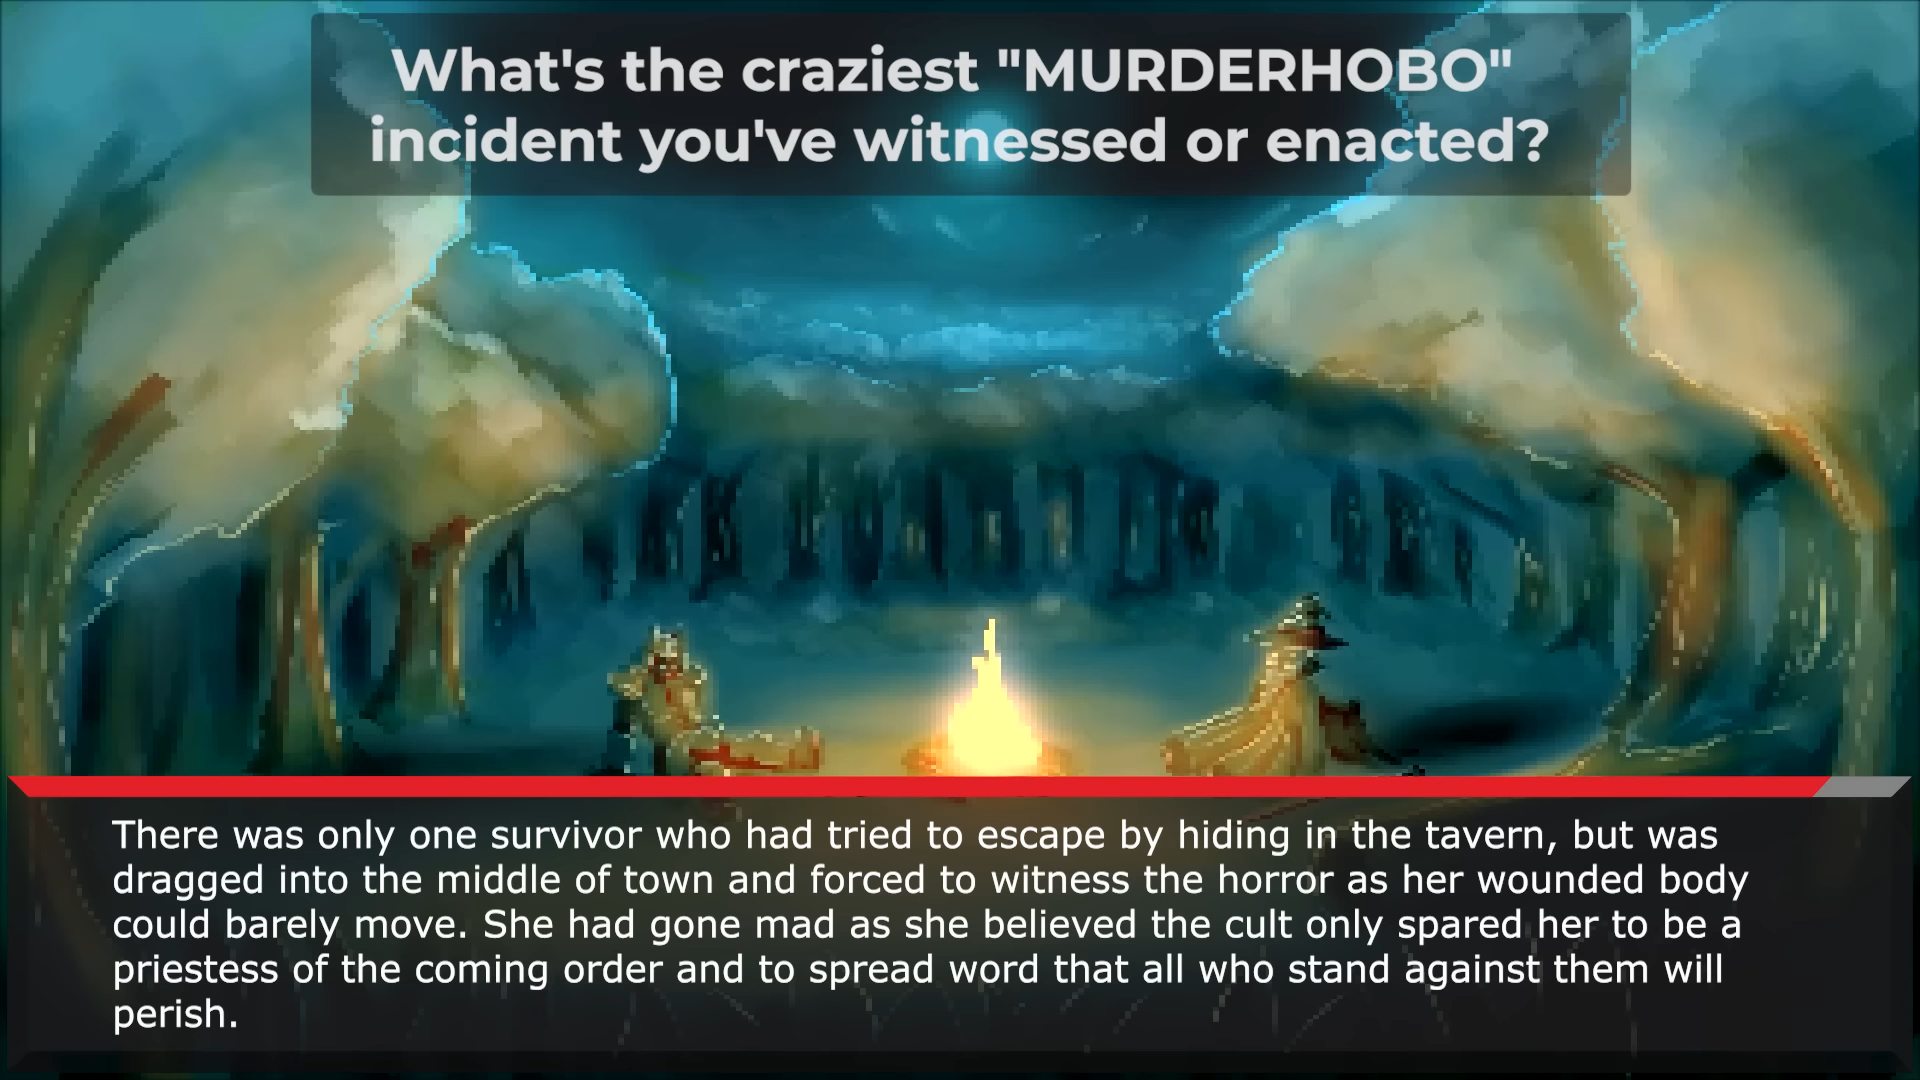 What's the craziest "MURDERHOBO"
incident you've witnessed or enacted?
There was only one survivor who had tried to escape by hiding in the tavern, but was
dragged into the middle of town and forced to witness the horror as her wounded body
could barely move. She had gone mad as she believed the cult only spared her to be a
priestess of the coming order and to spread word that all who stand against them will
perish.